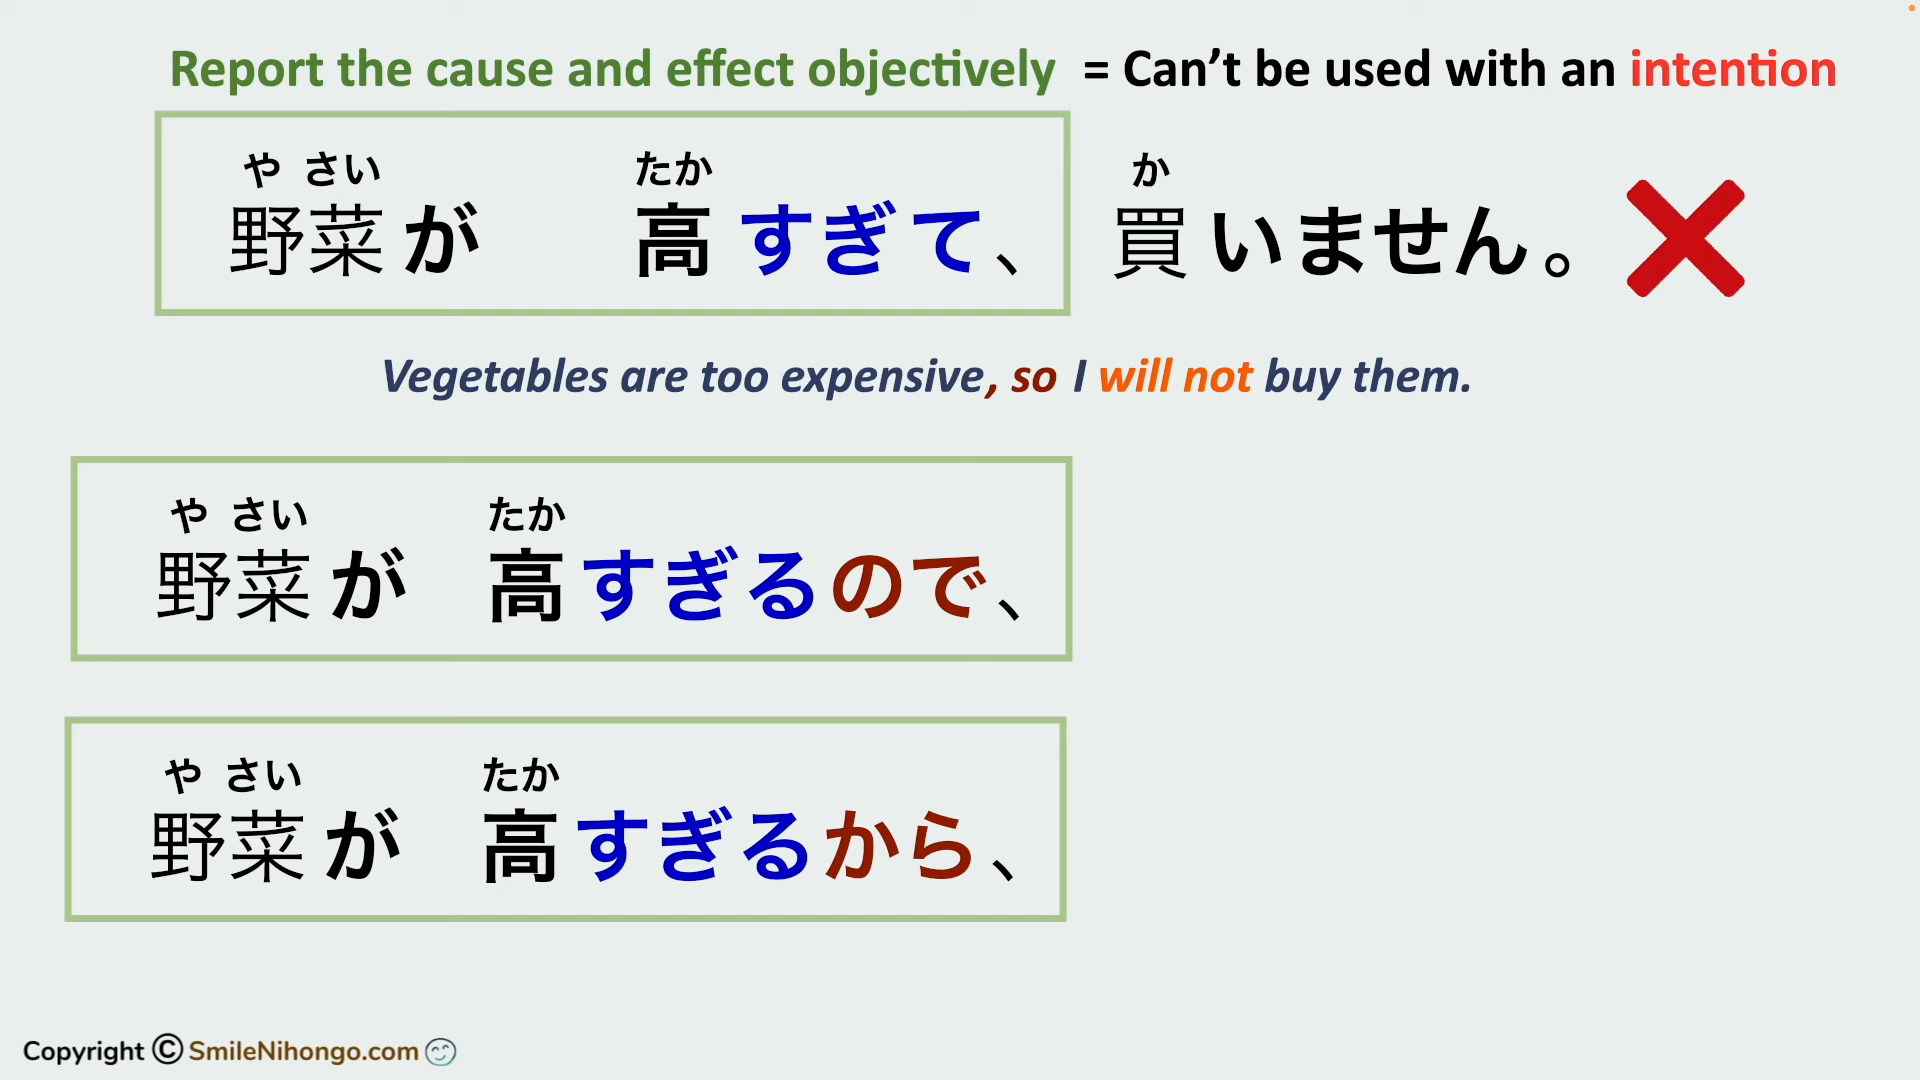 Report the cause and effect objectively = Can't be used with an intention
や さい たか か
野菜が 高すぎて、買いません。
Vegetables are too expensive, so I will not buy them.
や さい たか
野菜が 高すぎるので、
や さい たか
野菜が 高すぎるから、
Copyright © SmileNihongo.com